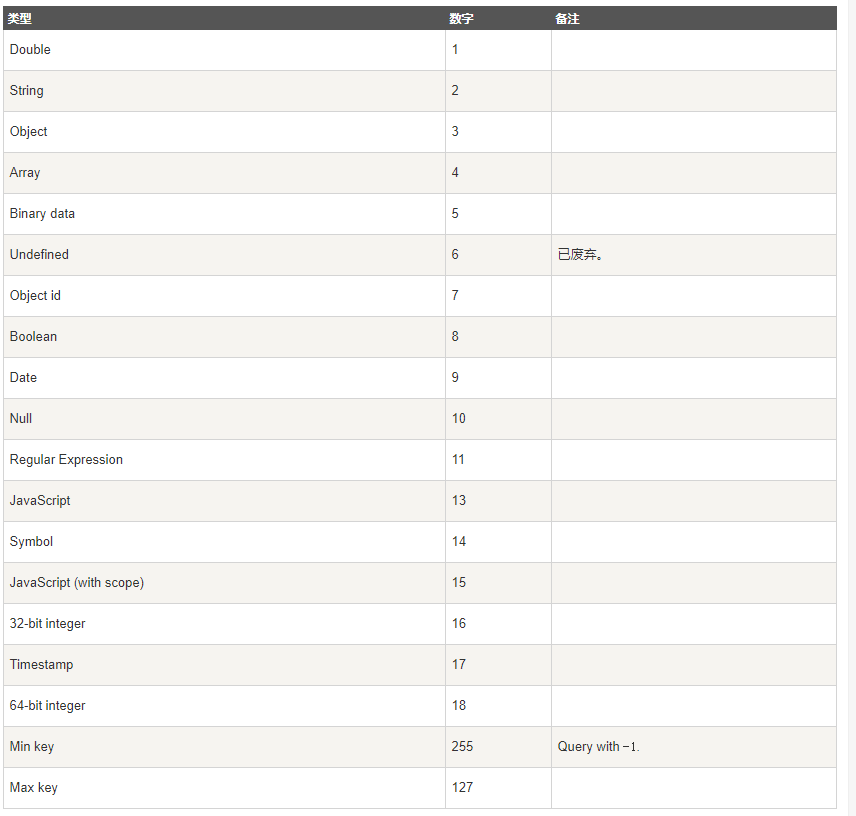 类型 数字 备注
Double 1
String 2
Object 3
Array 4
Binary data 5
Undefined 6 已废弃。
Object id 7
Boolean 8
Date 9
Null 10
Regular Expression 11
JavaScript 13
Symbol 14
JavaScript (with scope) 15
32-bit integer 16
Timestamp 17
64-bit integer 18
Min key 255 Query with -1.
Max key 127